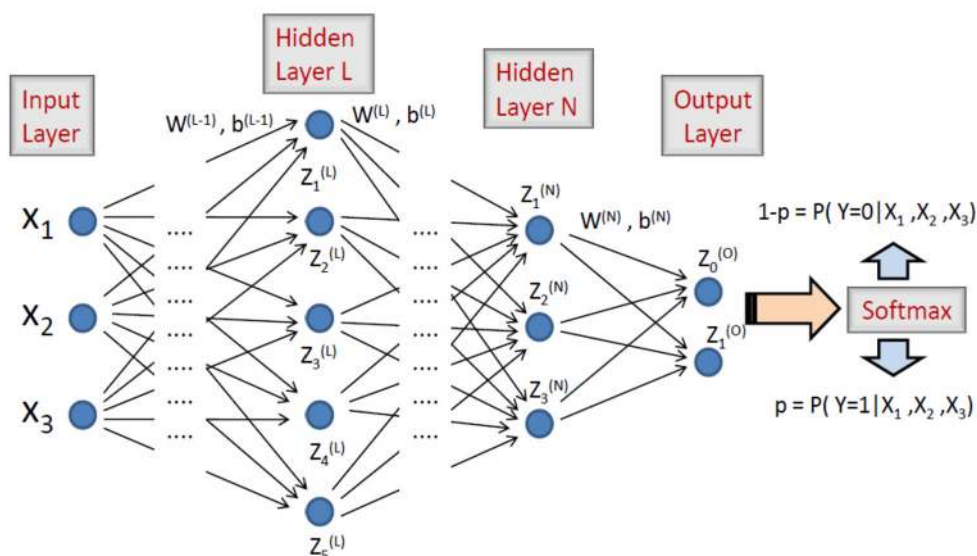 Input
Layer
Hidden
Layer L
Hidden
Layer N
Output
Layer
W(L-1) , b(L-1)
W(L) , b(L)
W(N) , b(N)
X1
X2
X3
....
....
....
....
....
Z1(L)
Z2(L)
Z3(L)
Z4(L)
Z5(L)
....
....
....
....
....
Z1(N)
Z2(N)
Z3(N)
Z0(O)
Z1(O)
1-p = P( Y=0|X1 ,X2 ,X3)
Softmax
p = P( Y=1|X1 ,X2 ,X3)